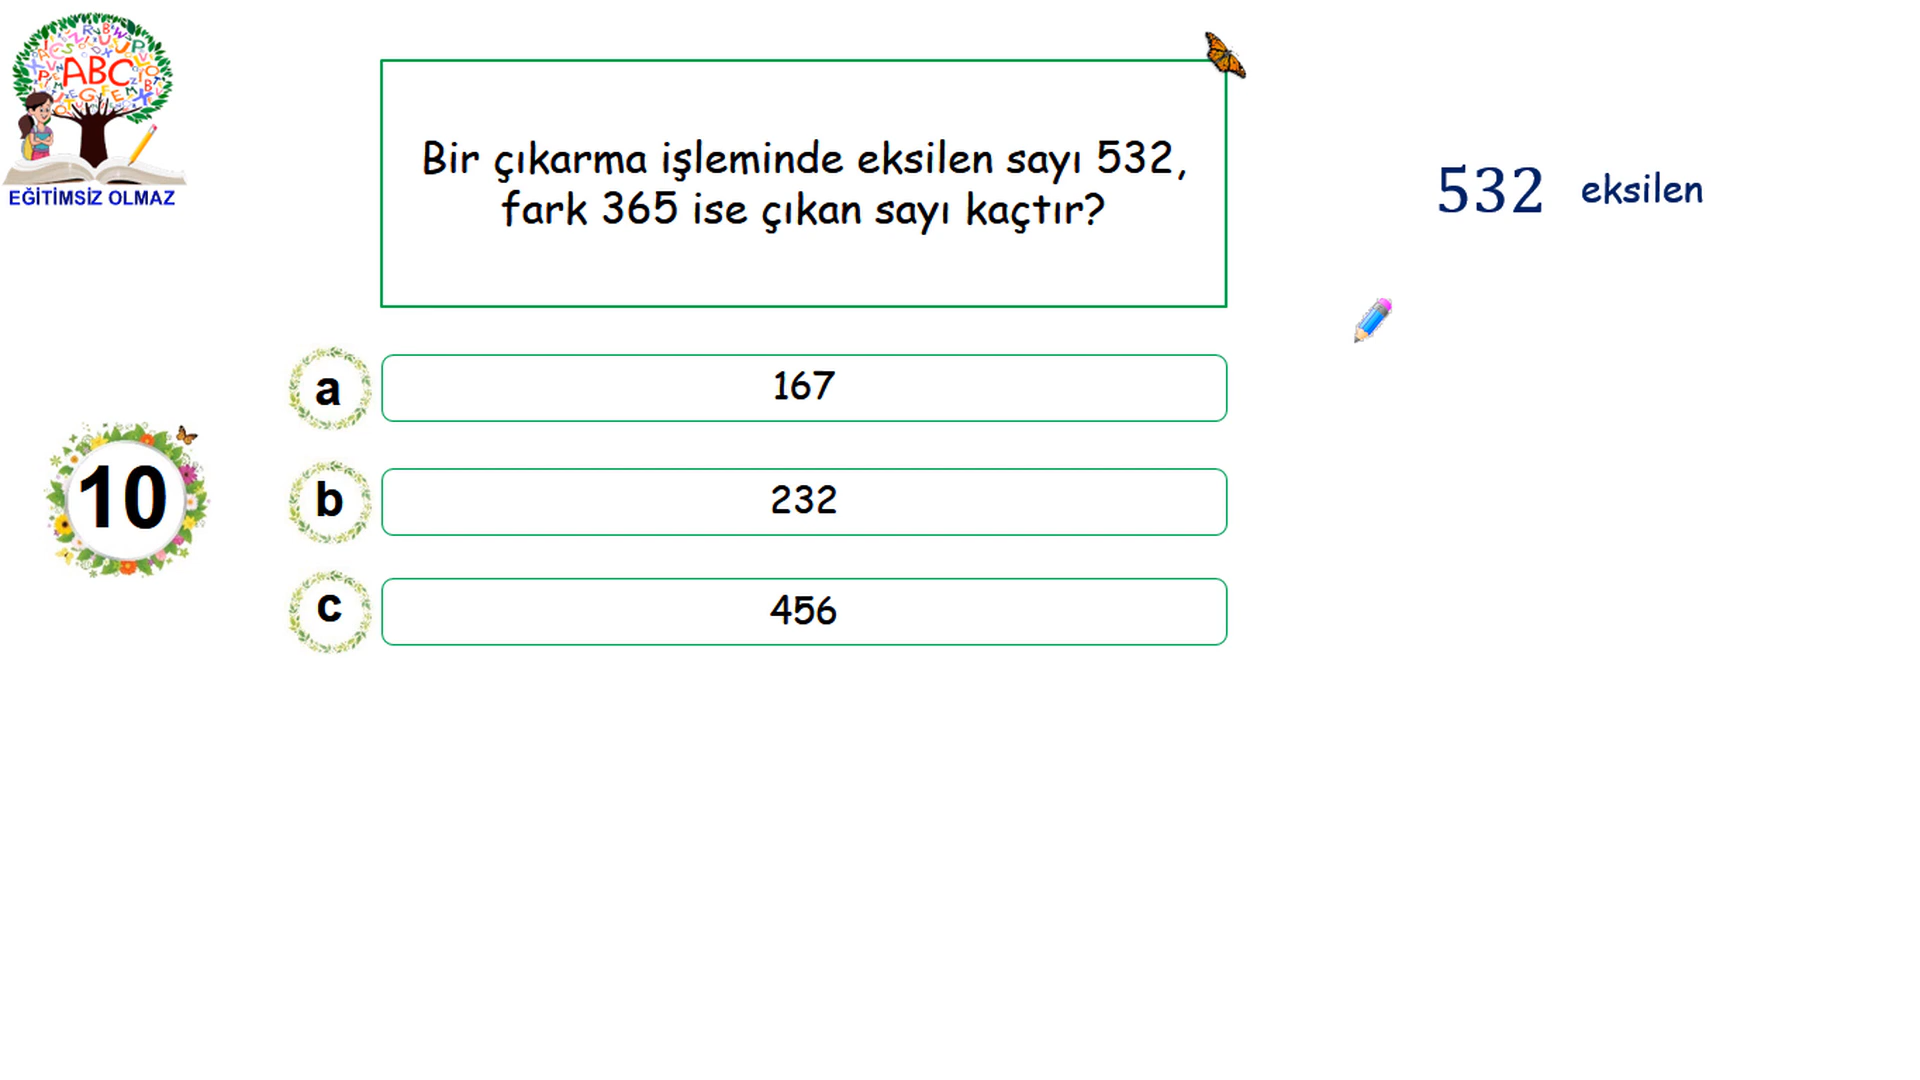 ABC
EĞİTİMSİZ OLMAZ
Bir çıkarma işleminde eksilen sayı 532,
fark 365 ise çıkan sayı kaçtır?
532 eksilen
10
a 167
b 232
c 456